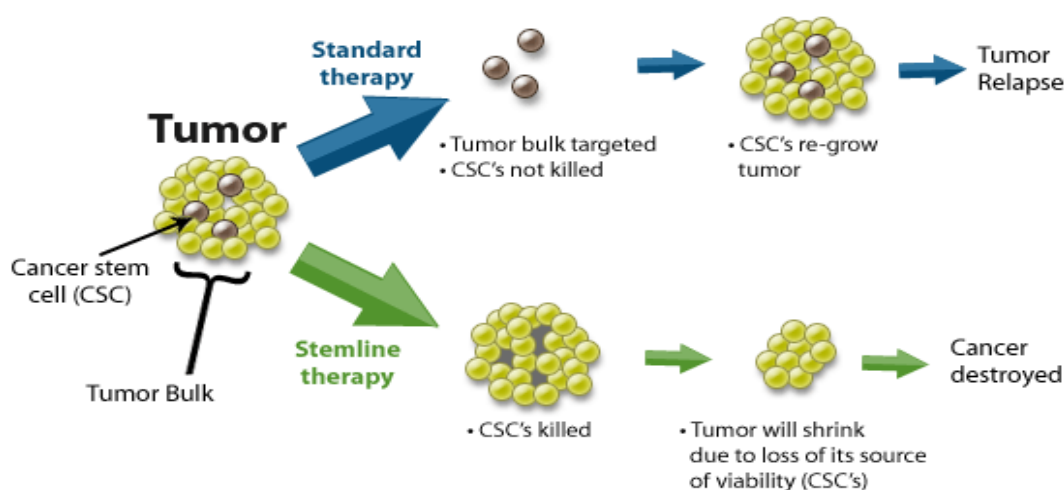 Standard
therapy
Tumor
• Tumor bulk targeted
• CSC's not killed
• CSC's re-grow
tumor
Tumor
Relapse
Cancer stem
cell (CSC)
Tumor Bulk
Stemline
therapy
• CSC's killed
• Tumor will shrink
due to loss of its source
of viability (CSC's)
Cancer
destroyed